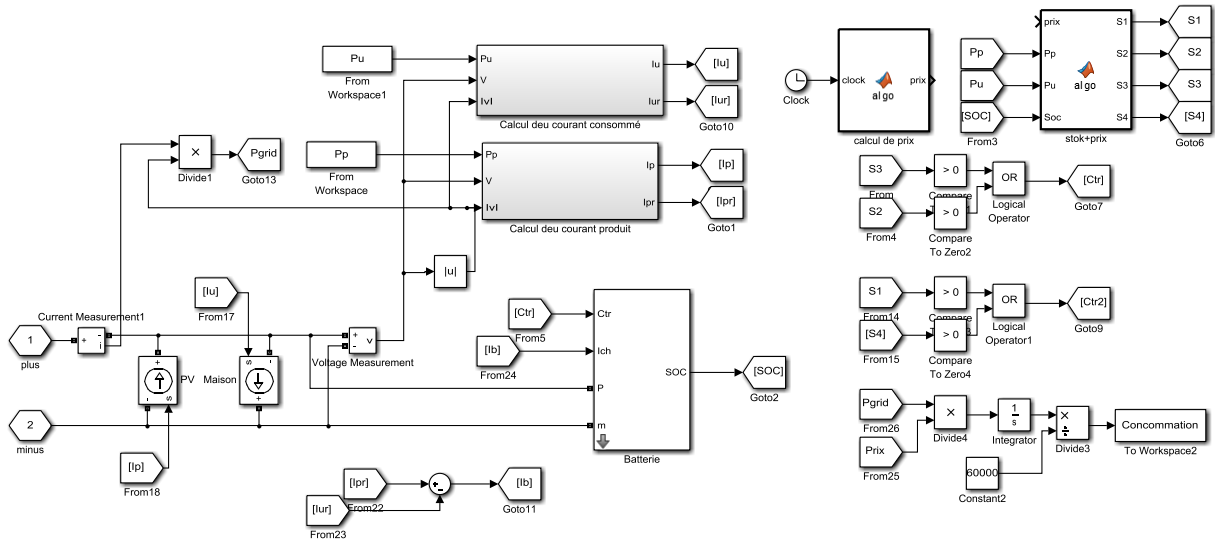 Pu
From
Workspace1
Pu
V
IvI
Iu
Iur
Calcul deu courant consommé
[Iu]
[Iur]
Goto10
Pp
From
Workspace
Pp
V
IvI
Ip
Ipr
Calcul deu courant produit
[Ip]
[Ipr]
Goto1
×
Divide1
Pgrid
Goto13
|u|
[Iu]
From17
Current Measurement1
1
plus
+
-
i
+
-
v
Voltage Measurement
+
-
s
PV
Maison
s
+
-
2
minus
[Ip]
From18
[Ctr]
From5
[Ib]
From24
Ctr
Ich
P
m
SOC
Batterie
[SOC]
Goto2
[Ipr]
From22
[Iur]
From23
+
-
[Ib]
Goto11
Clock
clock
algo
prix
calcul de prix
Pp
Pu
[SOC]
From3
prix
Pp
Pu
Soc
algo
S1
S2
S3
S4
stok+prix
S1
S2
S3
[S4]
Goto6
S3
From
S2
From4
> 0
Compare
> 0
Compare
To Zero2
OR
Logical
Operator
[Ctr]
Goto7
S1
From14
[S4]
From15
> 0
Compare
> 0
Compare
To Zero4
OR
Logical
Operator1
[Ctr2]
Goto9
Pgrid
From26
Prix
From25
×
Divide4
1
s
Integrator
60000
Constant2
×
÷
Divide3
Concommation
To Workspace2